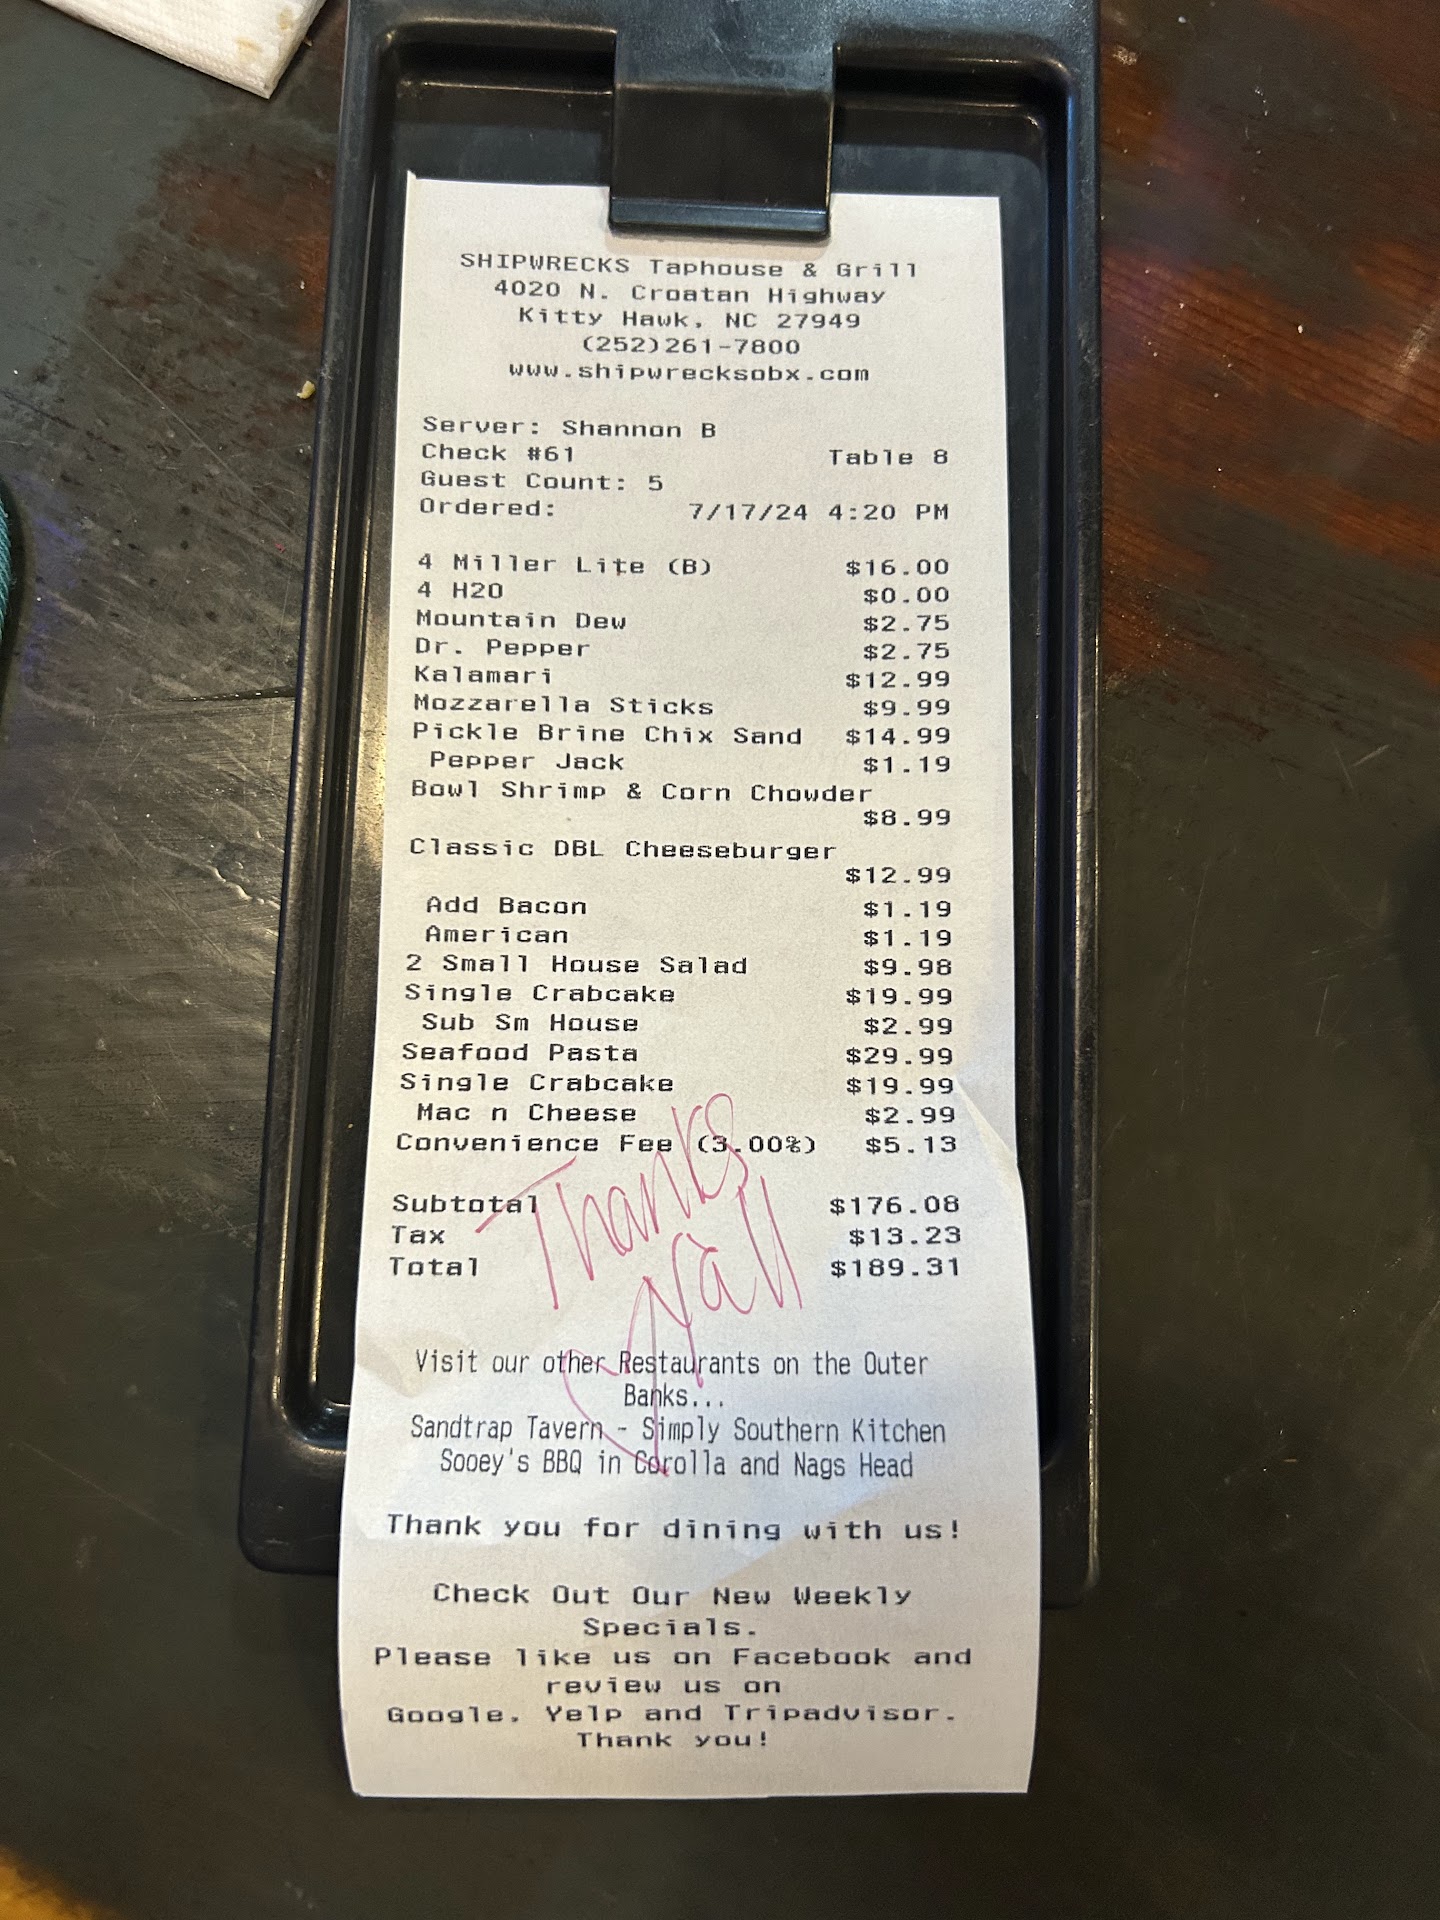 SHIPWRECKS Taphouse & Grill
4020 N. Croatan Highway
Kitty Hawk, NC 27949
(252)261-7800
www.shipwrecksobx.com
Server: Shannon B
Check #61 Table 8
Guest Count: 5
Ordered: 7/17/24 4:20 PM
4 Miller Lite (B) $16.00
4 H2O $0.00
Mountain Dew $2.75
Dr. Pepper $2.75
Kalamari $12.99
Mozzarella Sticks $9.99
Pickle Brine Chix Sand $14.99
Pepper Jack $1.19
Bowl Shrimp & Corn Chowder
$8.99
Classic DBL Cheeseburger
$12.99
Add Bacon $1.19
American $1.19
2 Small House Salad $9.98
Single Crabcake $19.99
Sub Sm House $2.99
Seafood Pasta $29.99
Single Crabcake $19.99
Mac n Cheese $2.99
Convenience Fee (3.00%) $5.13
Subtotal $176.08
Tax $13.23
Total $189.31
Thanks
Ya'll
Visit our other Restaurants on the Outer
Banks...
Sandtrap Tavern - Simply Southern Kitchen
Sooey's BBQ in Corolla and Nags Head
Thank you for dining with us!
Check Out Our New Weekly
Specials.
Please like us on Facebook and
review us on
Google, Yelp and Tripadvisor.
Thank you!